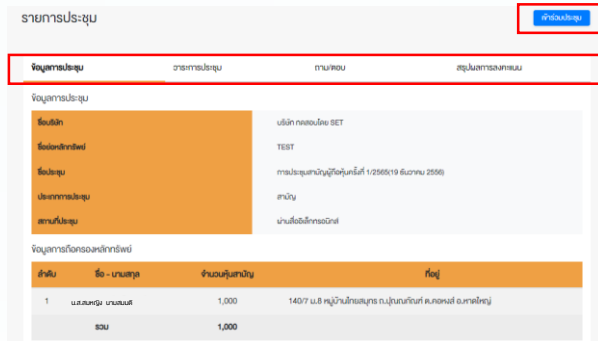 รายการประชุม
เข้าร่วมประชุม
ข้อมูลการประชุม วาระการประชุม ถาม/ตอบ สรุปผลการลงคะแนน
ข้อมูลการประชุม
ชื่อบริษัท บริษัท ทดสอบโดย SET
ชื่อย่อหลักทรัพย์ TEST
ชื่อประชุม การประชุมสามัญผู้ถือหุ้นครั้งที่ 1/2565(19 ธันวาคม 2556)
ประเภทการประชุม สามัญ
สถานที่ประชุม ผ่านสื่ออิเล็กทรอนิกส์
ข้อมูลการถือครองหลักทรัพย์
ลำดับ ชื่อ - นามสกุล จำนวนหุ้นสามัญ ที่อยู่
1 น.ส.สมหญิง นามสมมติ 1,000 140/7 ม.8 หมู่บ้านไทยสมุทร ถ.ปุณณกัณฑ์ ต.คอหงส์ อ.หาดใหญ่
รวม 1,000